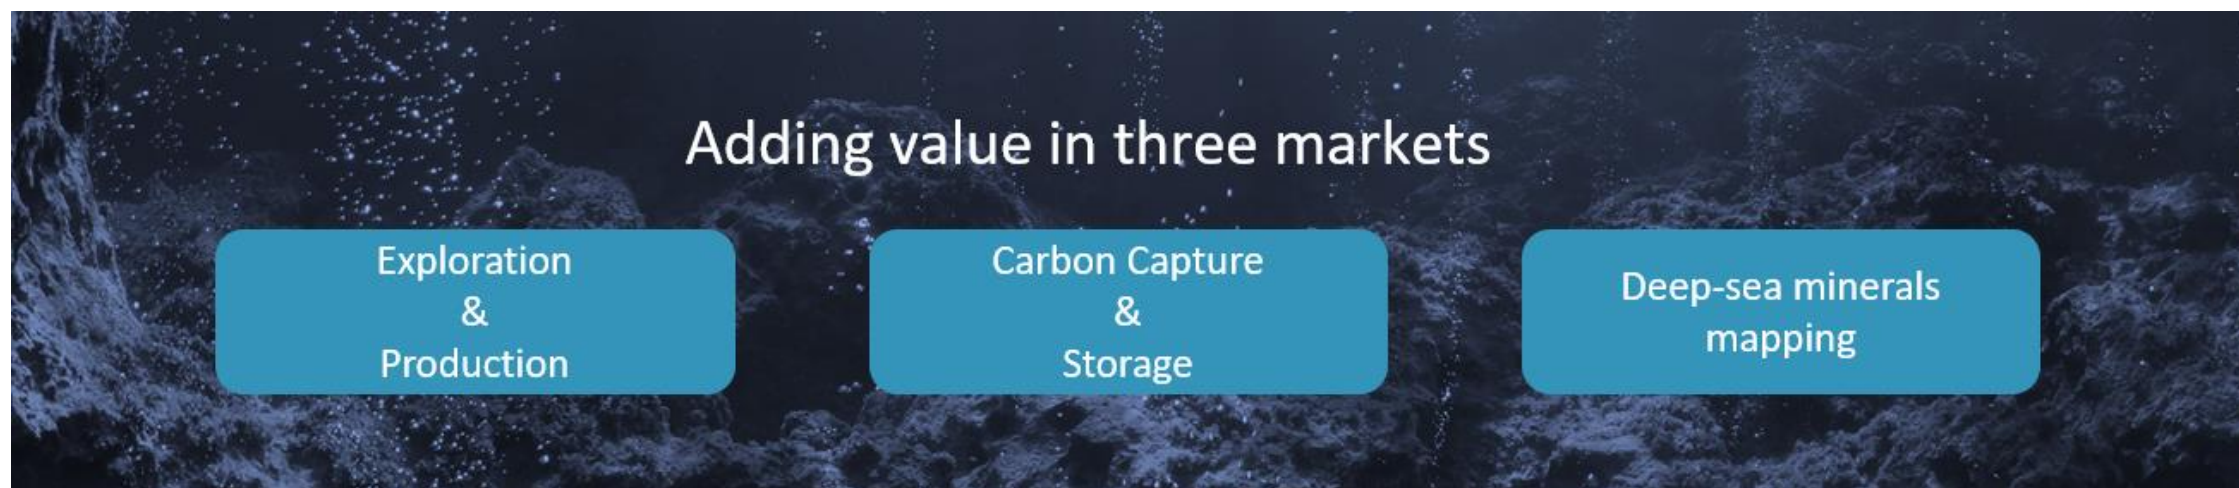 Adding value in three markets
Exploration
&
Production
Carbon Capture
&
Storage
Deep-sea minerals
mapping